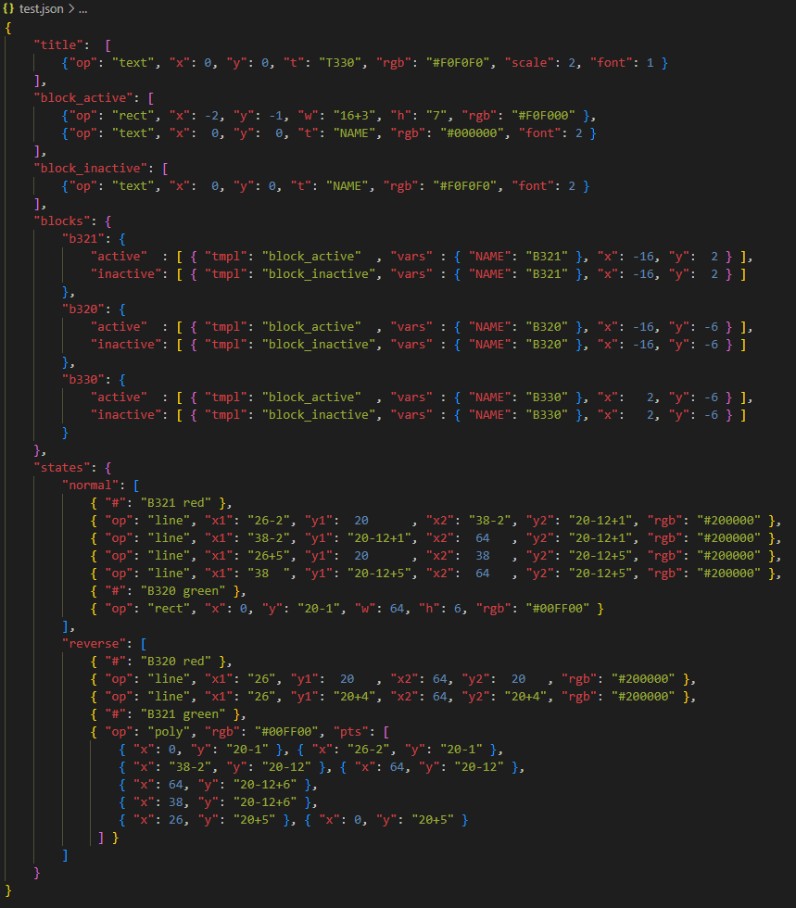 {} test.json > ...
{
    "title":  [
        {"op": "text", "x": 0, "y": 0, "t": "T330", "rgb": "#F0F0F0", "scale": 2, "font": 1 }
    ],
    "block_active": [
        {"op": "rect", "x": -2, "y": -1, "w": "16+3", "h": "7", "rgb": "#F0F000" },
        {"op": "text", "x":  0, "y":  0, "t": "NAME", "rgb": "#000000", "font": 2 }
    ],
    "block_inactive": [
        {"op": "text", "x":  0, "y": 0, "t": "NAME", "rgb": "#F0F0F0", "font": 2 }
    ],
    "blocks": {
        "b321": {
            "active"  : [ { "tmpl": "block_active"  , "vars" : { "NAME": "B321" }, "x": -16, "y":  2 } ],
            "inactive": [ { "tmpl": "block_inactive", "vars" : { "NAME": "B321" }, "x": -16, "y":  2 } ]
        },
        "b320": {
            "active"  : [ { "tmpl": "block_active"  , "vars" : { "NAME": "B320" }, "x": -16, "y": -6 } ],
            "inactive": [ { "tmpl": "block_inactive", "vars" : { "NAME": "B320" }, "x": -16, "y": -6 } ]
        },
        "b330": {
            "active"  : [ { "tmpl": "block_active"  , "vars" : { "NAME": "B330" }, "x":   2, "y": -6 } ],
            "inactive": [ { "tmpl": "block_inactive", "vars" : { "NAME": "B330" }, "x":   2, "y": -6 } ]
        }
    },
    "states": {
        "normal": [
            { "#": "B321 red" },
            { "op": "line", "x1": "26-2", "y1":  20      , "x2": "38-2", "y2": "20-12+1", "rgb": "#200000" },
            { "op": "line", "x1": "38-2", "y1": "20-12+1", "x2":  64   , "y2": "20-12+1", "rgb": "#200000" },
            { "op": "line", "x1": "26+5", "y1":  20      , "x2":  38   , "y2": "20-12+5", "rgb": "#200000" },
            { "op": "line", "x1": "38  ", "y1": "20-12+5", "x2":  64   , "y2": "20-12+5", "rgb": "#200000" },
            { "#": "B320 green" },
            { "op": "rect", "x": 0, "y": "20-1", "w": 64, "h": 6, "rgb": "#00FF00" }
        ],
        "reverse": [
            { "#": "B320 red" },
            { "op": "line", "x1": "26", "y1":  20   , "x2": 64, "y2":  20   , "rgb": "#200000" },
            { "op": "line", "x1": "26", "y1": "20+4", "x2": 64, "y2": "20+4", "rgb": "#200000" },
            { "#": "B321 green" },
            { "op": "poly", "rgb": "#00FF00", "pts": [
                { "x": 0, "y": "20-1" }, { "x": "26-2", "y": "20-1" },
                { "x": "38-2", "y": "20-12" }, { "x": 64, "y": "20-12" },
                { "x": 64, "y": "20-12+6" },
                { "x": 38, "y": "20-12+6" },
                { "x": 26, "y": "20+5" }, { "x": 0, "y": "20+5" }
             ] }
        ]
    }
}